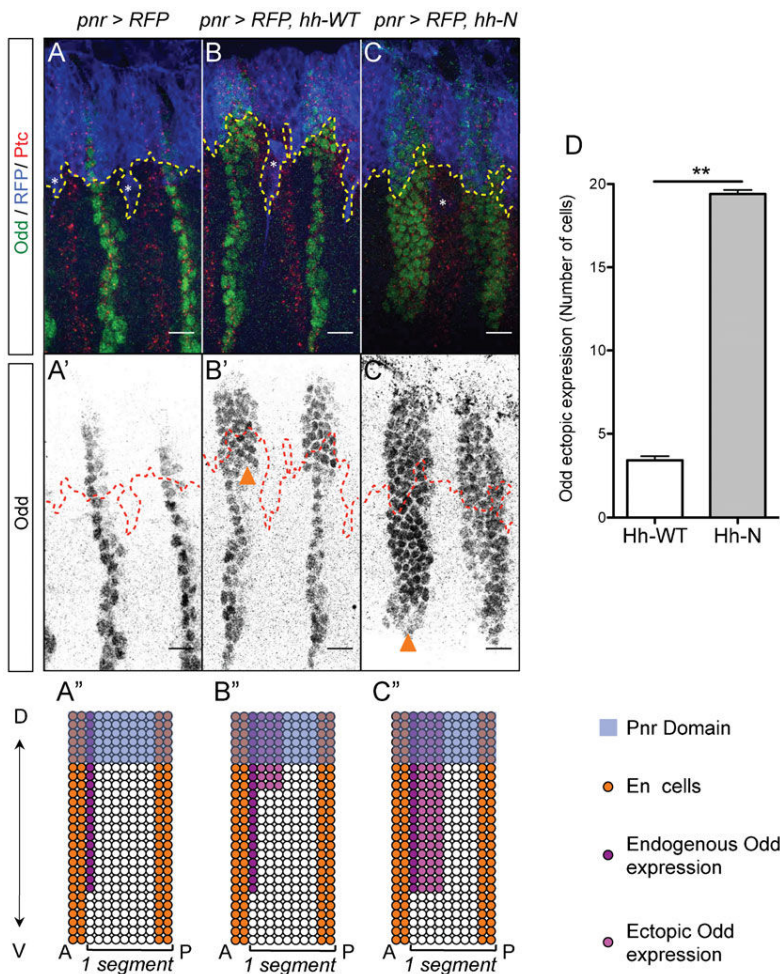 pnr > RFP
pnr > RFP, hh-WT
pnr > RFP, hh-N
Odd / RFP/ Ptc
A
B
C
*
*
*
*
D
Odd ectopic expresison (Number of cells)
**
20
15
10
5
0
Hh-WT
Hh-N
Odd
A'
B'
C'
A"
B"
C"
D
V
A
P
A
P
A
P
1 segment
1 segment
1 segment
Pnr Domain
En cells
Endogenous Odd
expression
Ectopic Odd
expression